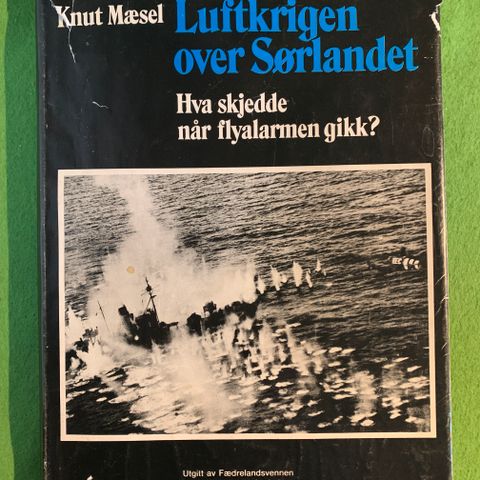 Knut Mæsel
Luftkrigen
over Sørlandet
Hva skjedde
når flyalarmen gikk?
Utgitt av Fædrelandsvennen